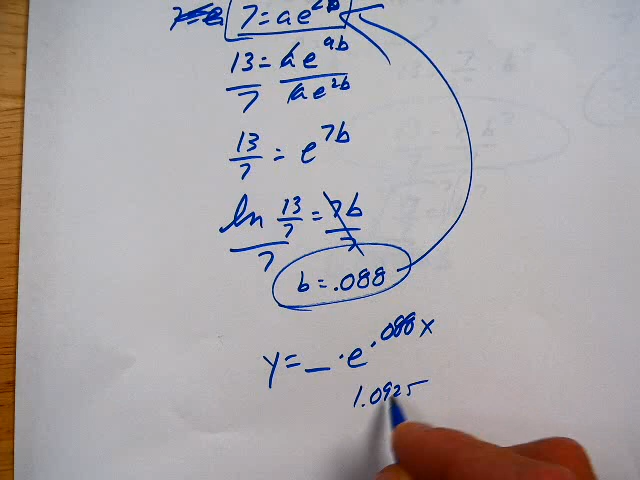 7 = ae^2b
13/7 = ae^9b/ae^2b
13/7 = e^7b
ln 13/7 / 7 = 7b/7
b = .088
y = _ · e^.088x
1.0925